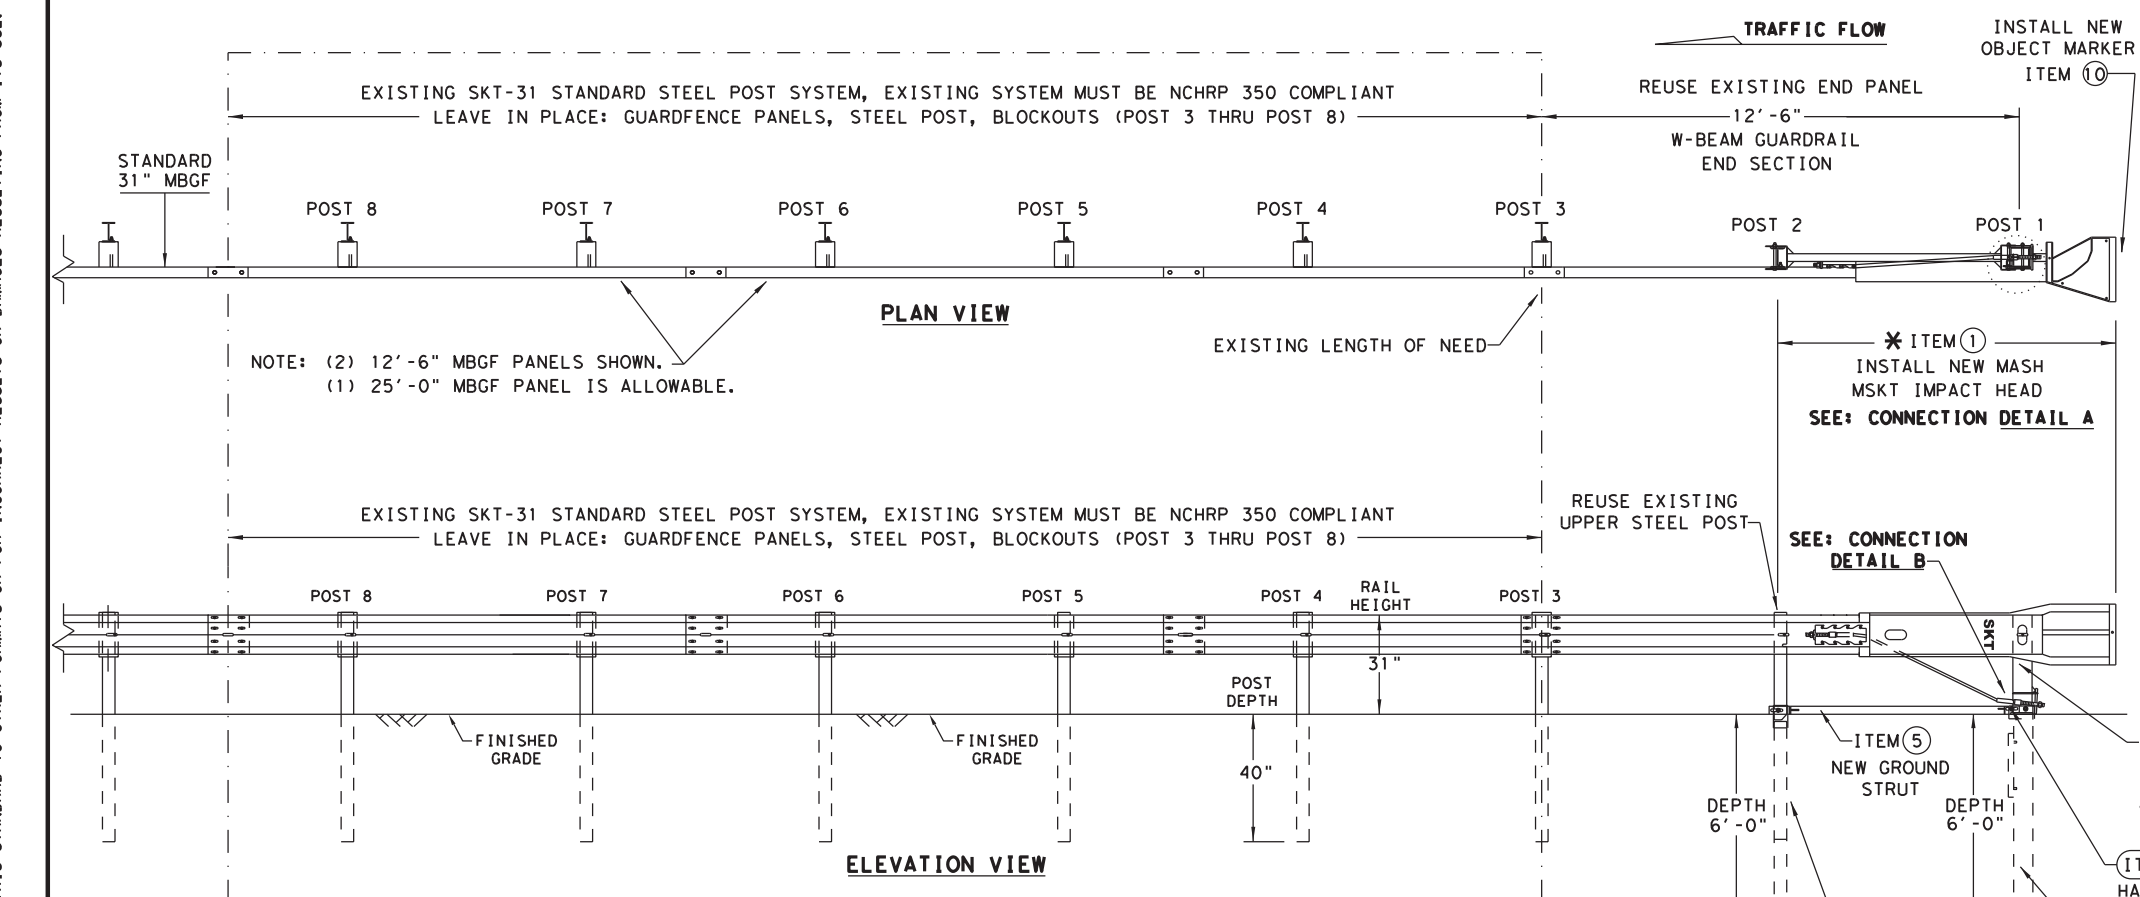 TRAFFIC FLOW
INSTALL NEW
OBJECT MARKER
ITEM 10
EXISTING SKT-31 STANDARD STEEL POST SYSTEM, EXISTING SYSTEM MUST BE NCHRP 350 COMPLIANT
LEAVE IN PLACE: GUARDFENCE PANELS, STEEL POST, BLOCKOUTS (POST 3 THRU POST 8)
REUSE EXISTING END PANEL
12'-6"
W-BEAM GUARDRAIL
END SECTION
STANDARD
31" MBGF
POST 8
POST 7
POST 6
POST 5
POST 4
POST 3
POST 2
POST 1
PLAN VIEW
EXISTING LENGTH OF NEED
NOTE: (2) 12'-6" MBGF PANELS SHOWN.
(1) 25'-0" MBGF PANEL IS ALLOWABLE.
* ITEM 1
INSTALL NEW MASH
MSKT IMPACT HEAD
SEE: CONNECTION DETAIL A
EXISTING SKT-31 STANDARD STEEL POST SYSTEM, EXISTING SYSTEM MUST BE NCHRP 350 COMPLIANT
LEAVE IN PLACE: GUARDFENCE PANELS, STEEL POST, BLOCKOUTS (POST 3 THRU POST 8)
REUSE EXISTING
UPPER STEEL POST
SEE: CONNECTION
DETAIL B
POST 8
POST 7
POST 6
POST 5
POST 4
RAIL
HEIGHT
POST 3
SKT
31"
POST
DEPTH
FINISHED
GRADE
FINISHED
GRADE
40"
ITEM 5
NEW GROUND
STRUT
DEPTH
6'-0"
DEPTH
6'-0"
ELEVATION VIEW